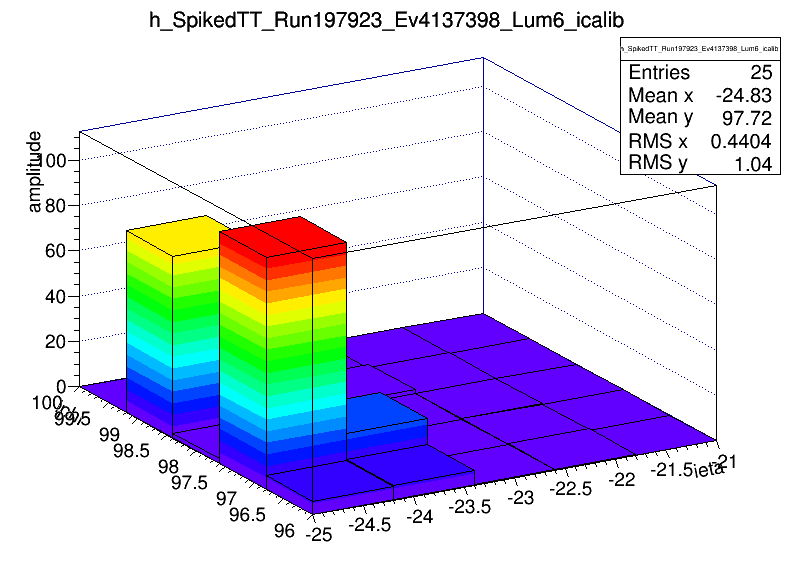 h_SpikedTT_Run197923_Ev4137398_Lum6_icalib
h_SpikedTT_Run197923_Ev4137398_Lum6_icalib
Entries 25
Mean x -24.83
Mean y 97.72
RMS x 0.4404
RMS y 1.04
amplitude
100
80
60
40
20
0
100
99.5
99
98.5
98
97.5
97
96.5
96
-25
-24.5
-24
-23.5
-23
-22.5
-22
-21.5
-21
ieta